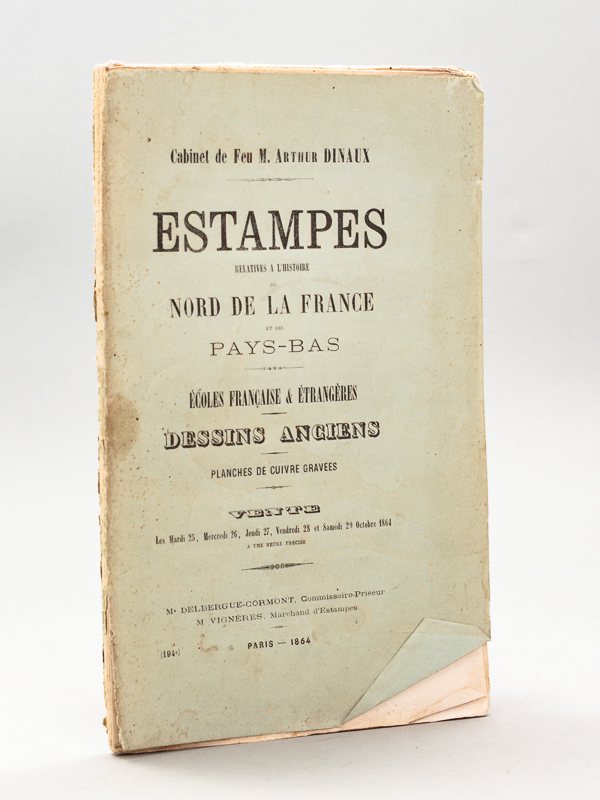 Cabinet de Feu M. ARTHUR DINAUX
ESTAMPES
RELATIVES A L'HISTOIRE
DU
NORD DE LA FRANCE
ET DES
PAYS-BAS
ÉCOLES FRANÇAISE & ÉTRANGÈRES
DESSINS ANCIENS
PLANCHES DE CUIVRE GRAVÉES
VENTE
Les Mardi 25, Mercredi 26, Jeudi 27, Vendredi 28 et Samedi 29 Octobre 1864
A UNE HEURE PRÉCISE
Me DELBERGUE-CORMONT, Commissaire-Priseur
M. VIGNÈRES, Marchand d'Estampes
PARIS — 1864
(194e)